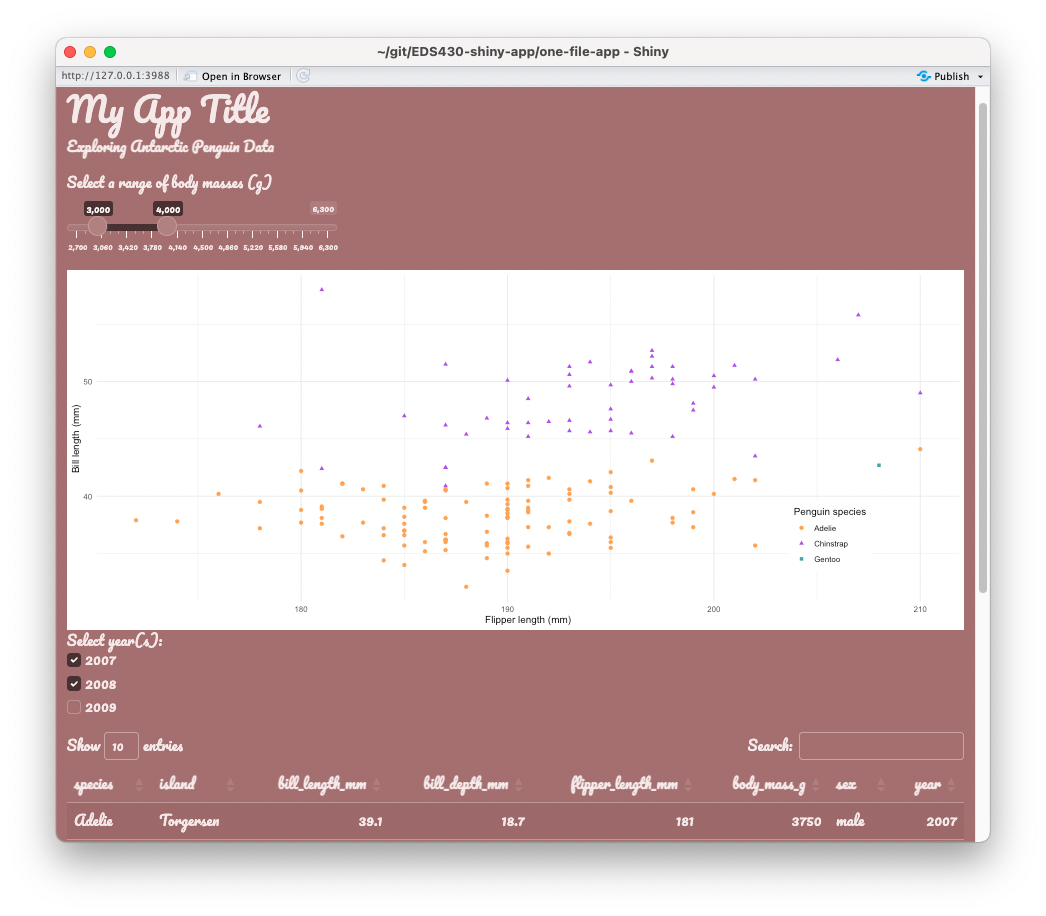 ~/git/EDS430-shiny-app/one-file-app - Shiny
http://127.0.0.1:3988 Open in Browser Publish
My App Title
Exploring Antarctic Penguin Data
Select a range of body masses (g)
3,000 4,000 6,300
2,700 3,060 3,420 3,780 4,140 4,500 4,860 5,220 5,580 5,940 6,300
50
Bill length (mm)
40
Penguin species
Adelie
Chinstrap
Gentoo
180 190 200 210
Flipper length (mm)
Select year(s):
2007
2008
2009
Show 10 entries Search:
species island bill_length_mm bill_depth_mm flipper_length_mm body_mass_g sex year
Adelie Torgersen 39.1 18.7 181 3750 male 2007